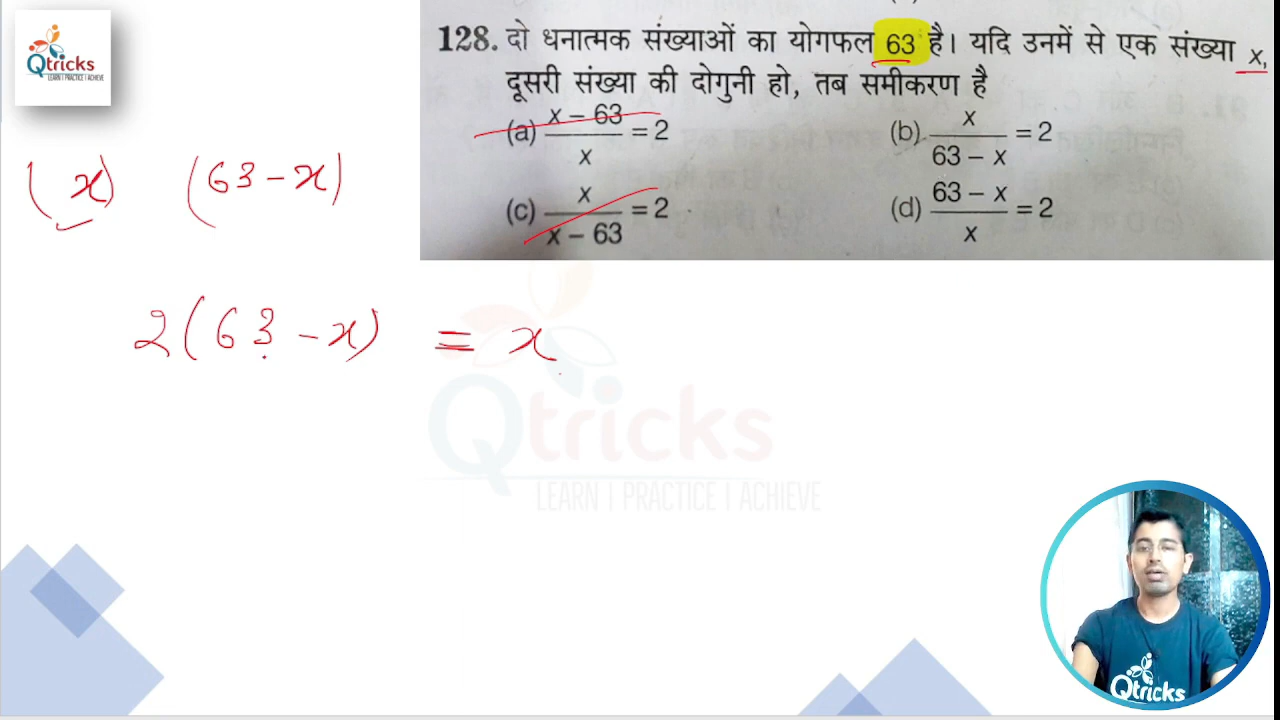 Qtricks
LEARN | PRACTICE | ACHIEVE
128. दो धनात्मक संख्याओं का योगफल 63 है। यदि उनमें से एक संख्या x,
दूसरी संख्या की दोगुनी हो, तब समीकरण है
(a) x – 63 / x = 2
(b) x / 63 – x = 2
(c) x / x – 63 = 2
(d) 63 – x / x = 2
(x) (63 - x)
2(63 - x) = x
Qtricks
LEARN | PRACTICE | ACHIEVE
Qtricks